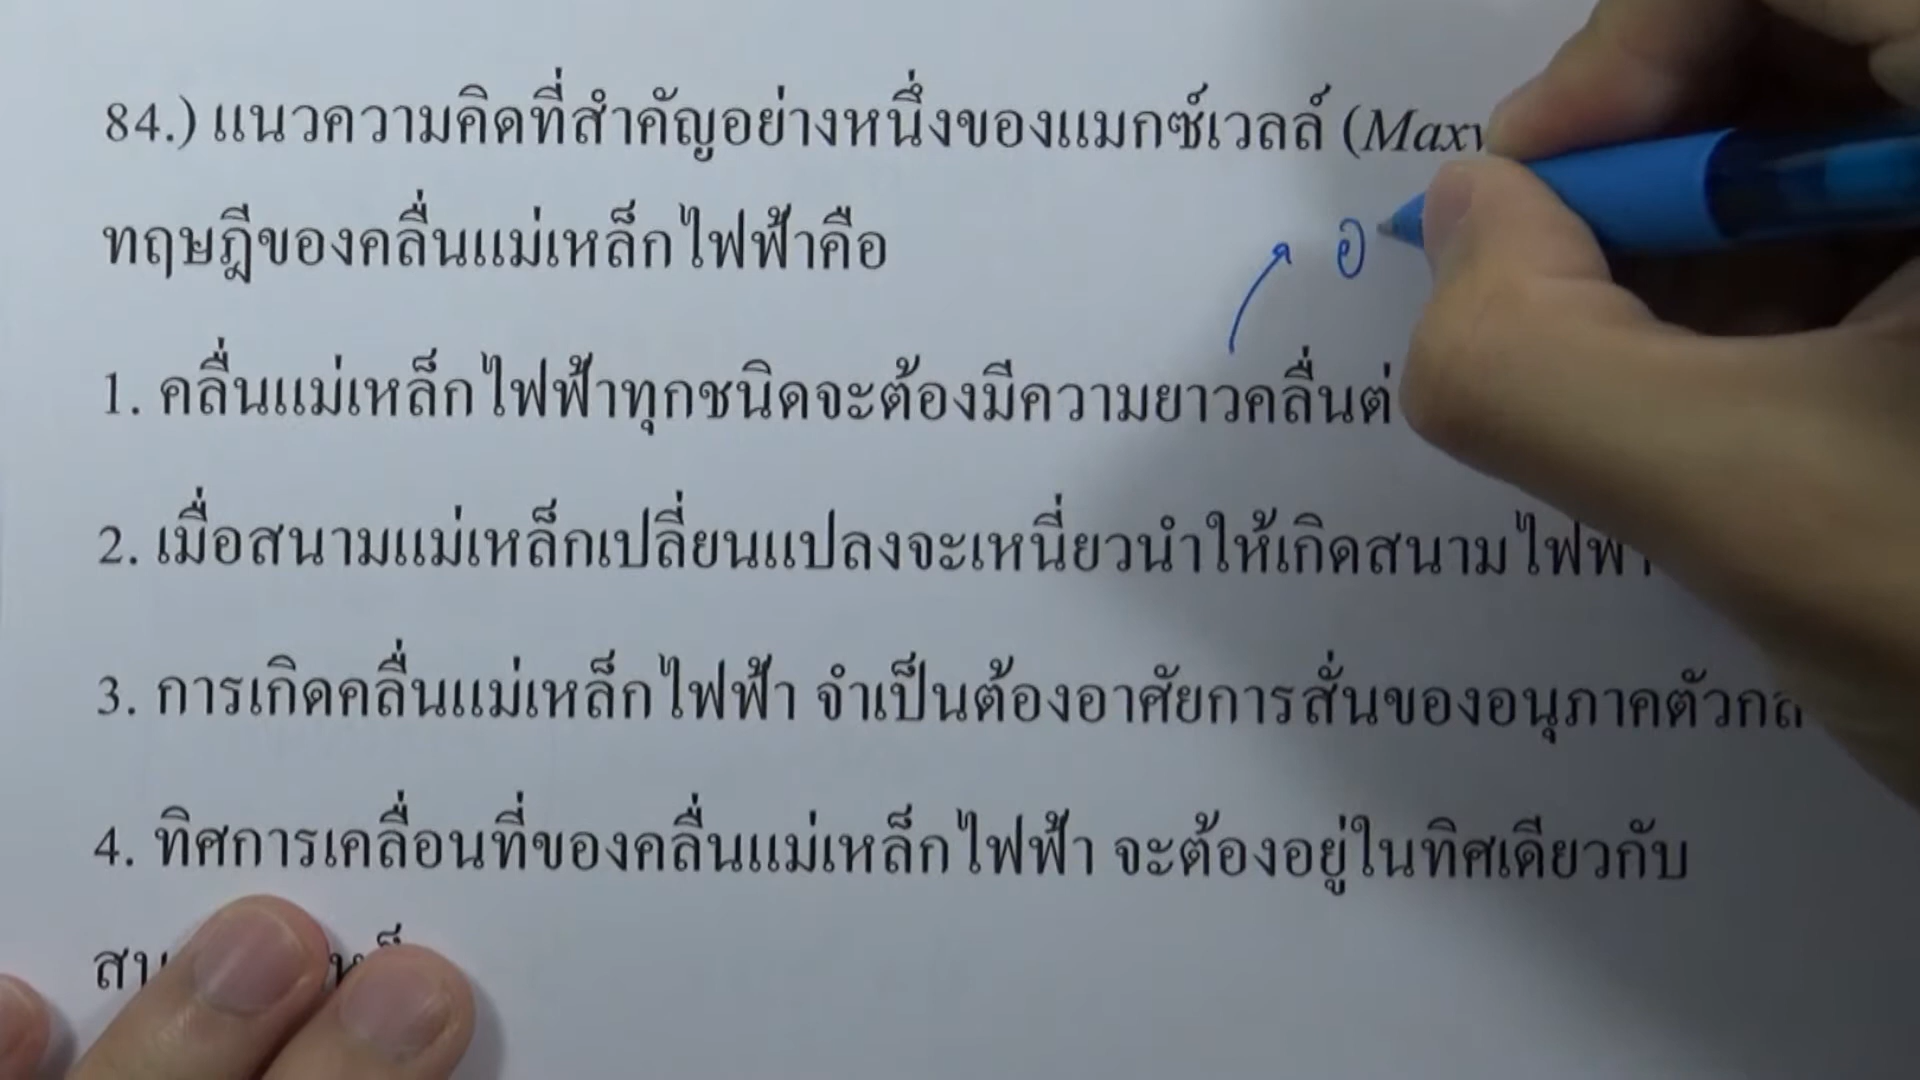 84.) แนวความคิดที่สำคัญอย่างหนึ่งของแมกซ์เวลล์
ทฤษฎีของคลื่นแม่เหล็กไฟฟ้าคือ
อ
1. คลื่นแม่เหล็กไฟฟ้าทุกชนิดจะต้องมีความยาวคลื่น
2. เมื่อสนามแม่เหล็กเปลี่ยนแปลงจะเหนี่ยวนำให้เกิดสนาม
3. การเกิดคลื่นแม่เหล็กไฟฟ้า จำเป็นต้องอาศัยการสั่นของอนุภาค
4. ทิศการเคลื่อนที่ของคลื่นแม่เหล็กไฟฟ้า จะต้องอยู่ในทิศเดียวกับ